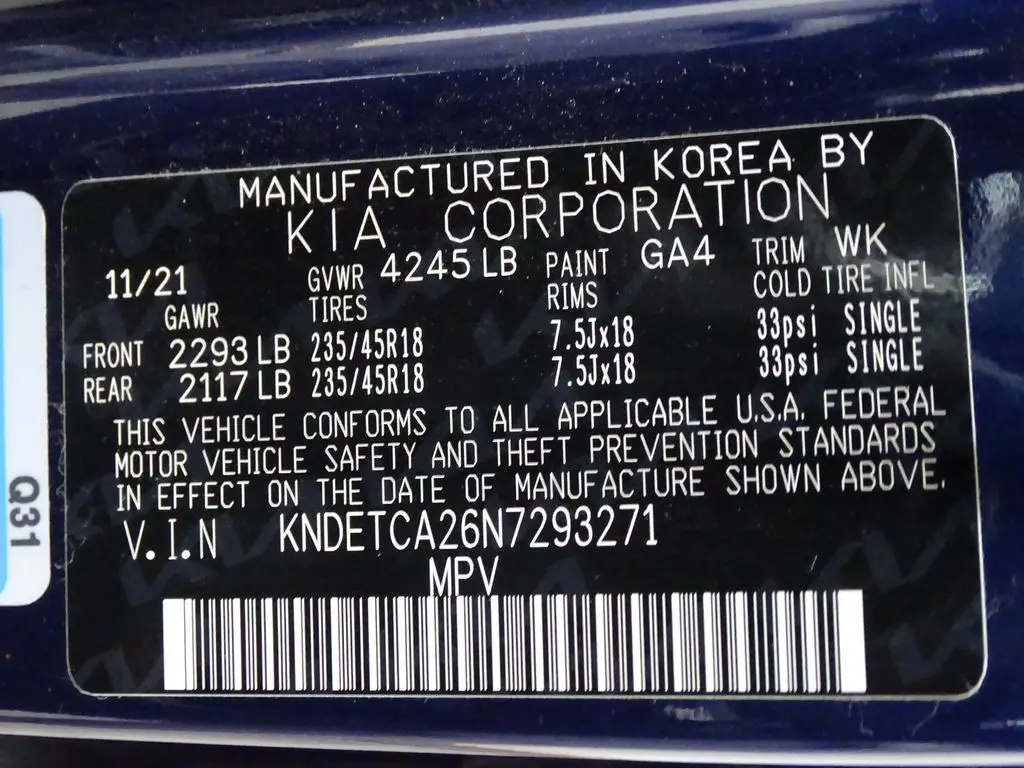 MANUFACTURED IN KOREA BY
KIA CORPORATION
11/21 GVWR 4245 LB PAINT GA4 TRIM WK
GAWR TIRES RIMS COLD TIRE INFL
FRONT 2293 LB 235/45R18 7.5Jx18 33psi SINGLE
REAR 2117 LB 235/45R18 7.5Jx18 33psi SINGLE
THIS VEHICLE CONFORMS TO ALL APPLICABLE U.S.A. FEDERAL
MOTOR VEHICLE SAFETY AND THEFT PREVENTION STANDARDS
IN EFFECT ON THE DATE OF MANUFACTURE SHOWN ABOVE.
V.I.N KNDETCA26N7293271
MPV
Q31